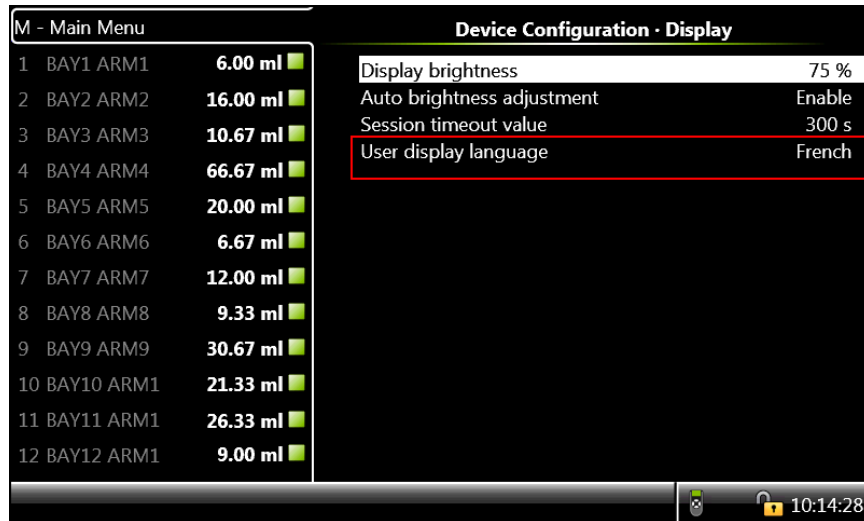 M - Main Menu
1 BAY1 ARM1 6.00 ml
2 BAY2 ARM2 16.00 ml
3 BAY3 ARM3 10.67 ml
4 BAY4 ARM4 66.67 ml
5 BAY5 ARM5 20.00 ml
6 BAY6 ARM6 6.67 ml
7 BAY7 ARM7 12.00 ml
8 BAY8 ARM8 9.33 ml
9 BAY9 ARM9 30.67 ml
10 BAY10 ARM1 21.33 ml
11 BAY11 ARM1 26.33 ml
12 BAY12 ARM1 9.00 ml
Device Configuration · Display
Display brightness 75 %
Auto brightness adjustment Enable
Session timeout value 300 s
User display language French
10:14:28